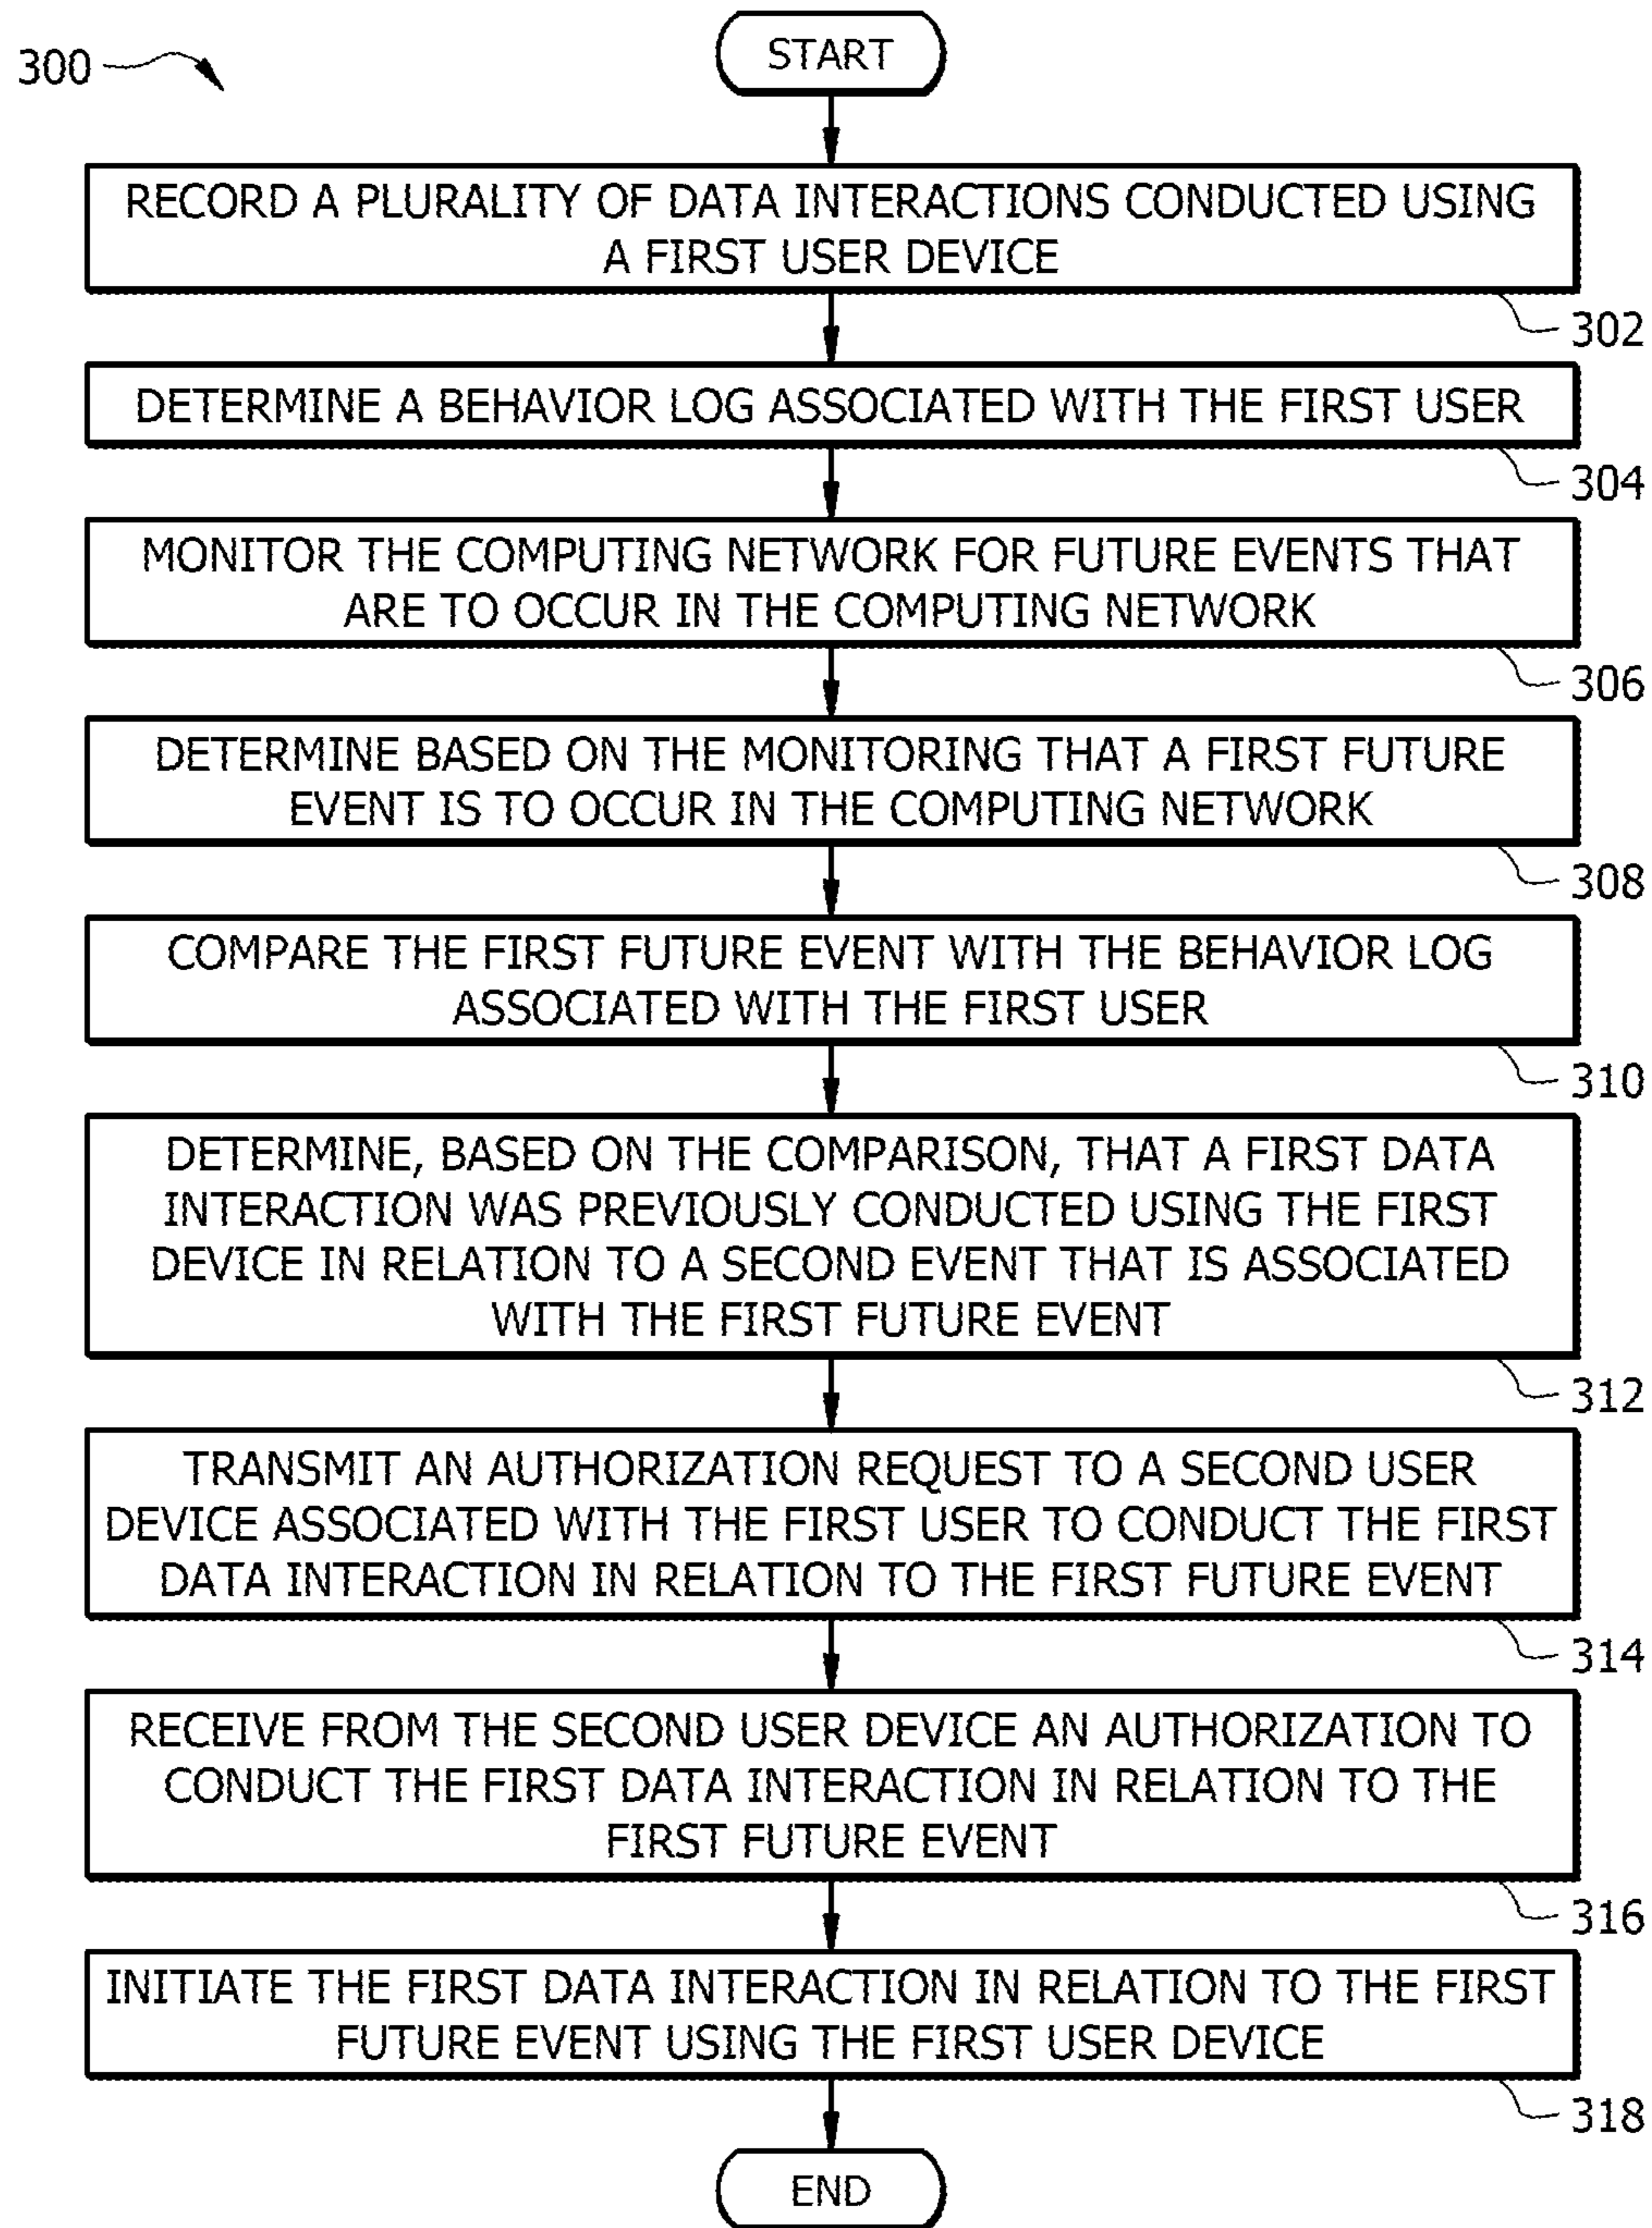 300
START
RECORD A PLURALITY OF DATA INTERACTIONS CONDUCTED USING
A FIRST USER DEVICE
302
DETERMINE A BEHAVIOR LOG ASSOCIATED WITH THE FIRST USER
304
MONITOR THE COMPUTING NETWORK FOR FUTURE EVENTS THAT
ARE TO OCCUR IN THE COMPUTING NETWORK
306
DETERMINE BASED ON THE MONITORING THAT A FIRST FUTURE
EVENT IS TO OCCUR IN THE COMPUTING NETWORK
308
COMPARE THE FIRST FUTURE EVENT WITH THE BEHAVIOR LOG
ASSOCIATED WITH THE FIRST USER
310
DETERMINE, BASED ON THE COMPARISON, THAT A FIRST DATA
INTERACTION WAS PREVIOUSLY CONDUCTED USING THE FIRST
DEVICE IN RELATION TO A SECOND EVENT THAT IS ASSOCIATED
WITH THE FIRST FUTURE EVENT
312
TRANSMIT AN AUTHORIZATION REQUEST TO A SECOND USER
DEVICE ASSOCIATED WITH THE FIRST USER TO CONDUCT THE FIRST
DATA INTERACTION IN RELATION TO THE FIRST FUTURE EVENT
314
RECEIVE FROM THE SECOND USER DEVICE AN AUTHORIZATION TO
CONDUCT THE FIRST DATA INTERACTION IN RELATION TO THE
FIRST FUTURE EVENT
316
INITIATE THE FIRST DATA INTERACTION IN RELATION TO THE FIRST
FUTURE EVENT USING THE FIRST USER DEVICE
318
END